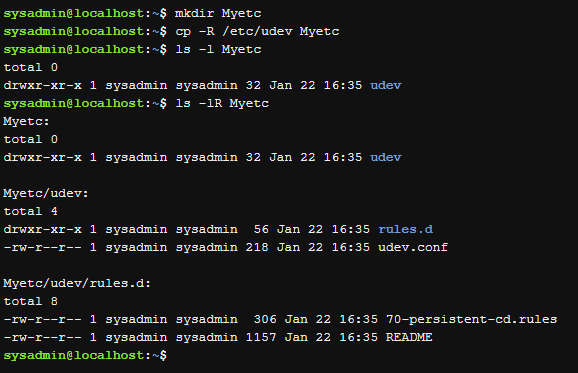 sysadmin@localhost:~$ mkdir Myetc
sysadmin@localhost:~$ cp -R /etc/udev Myetc
sysadmin@localhost:~$ ls -l Myetc
total 0
drwxr-xr-x 1 sysadmin sysadmin 32 Jan 22 16:35 udev
sysadmin@localhost:~$ ls -lR Myetc
Myetc:
total 0
drwxr-xr-x 1 sysadmin sysadmin 32 Jan 22 16:35 udev

Myetc/udev:
total 4
drwxr-xr-x 1 sysadmin sysadmin  56 Jan 22 16:35 rules.d
-rw-r--r-- 1 sysadmin sysadmin 218 Jan 22 16:35 udev.conf

Myetc/udev/rules.d:
total 8
-rw-r--r-- 1 sysadmin sysadmin  306 Jan 22 16:35 70-persistent-cd.rules
-rw-r--r-- 1 sysadmin sysadmin 1157 Jan 22 16:35 README
sysadmin@localhost:~$